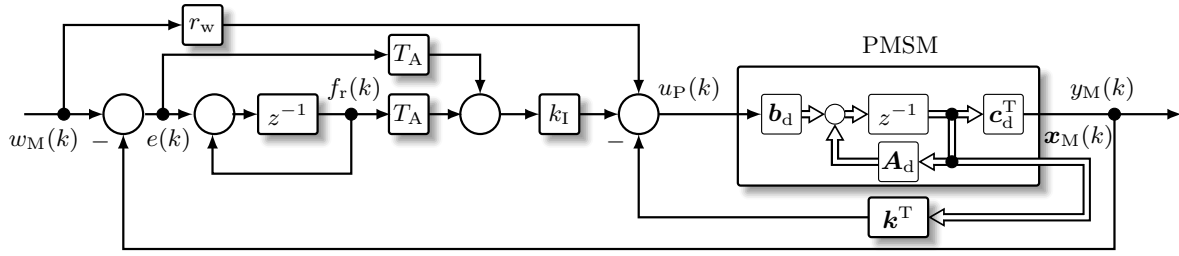 r_w
PMSM
T_A
w_M(k)
−
e(k)
z^{-1}
f_r(k)
T_A
k_I
−
u_P(k)
b_d
z^{-1}
c_d^T
y_M(k)
x_M(k)
A_d
k^T